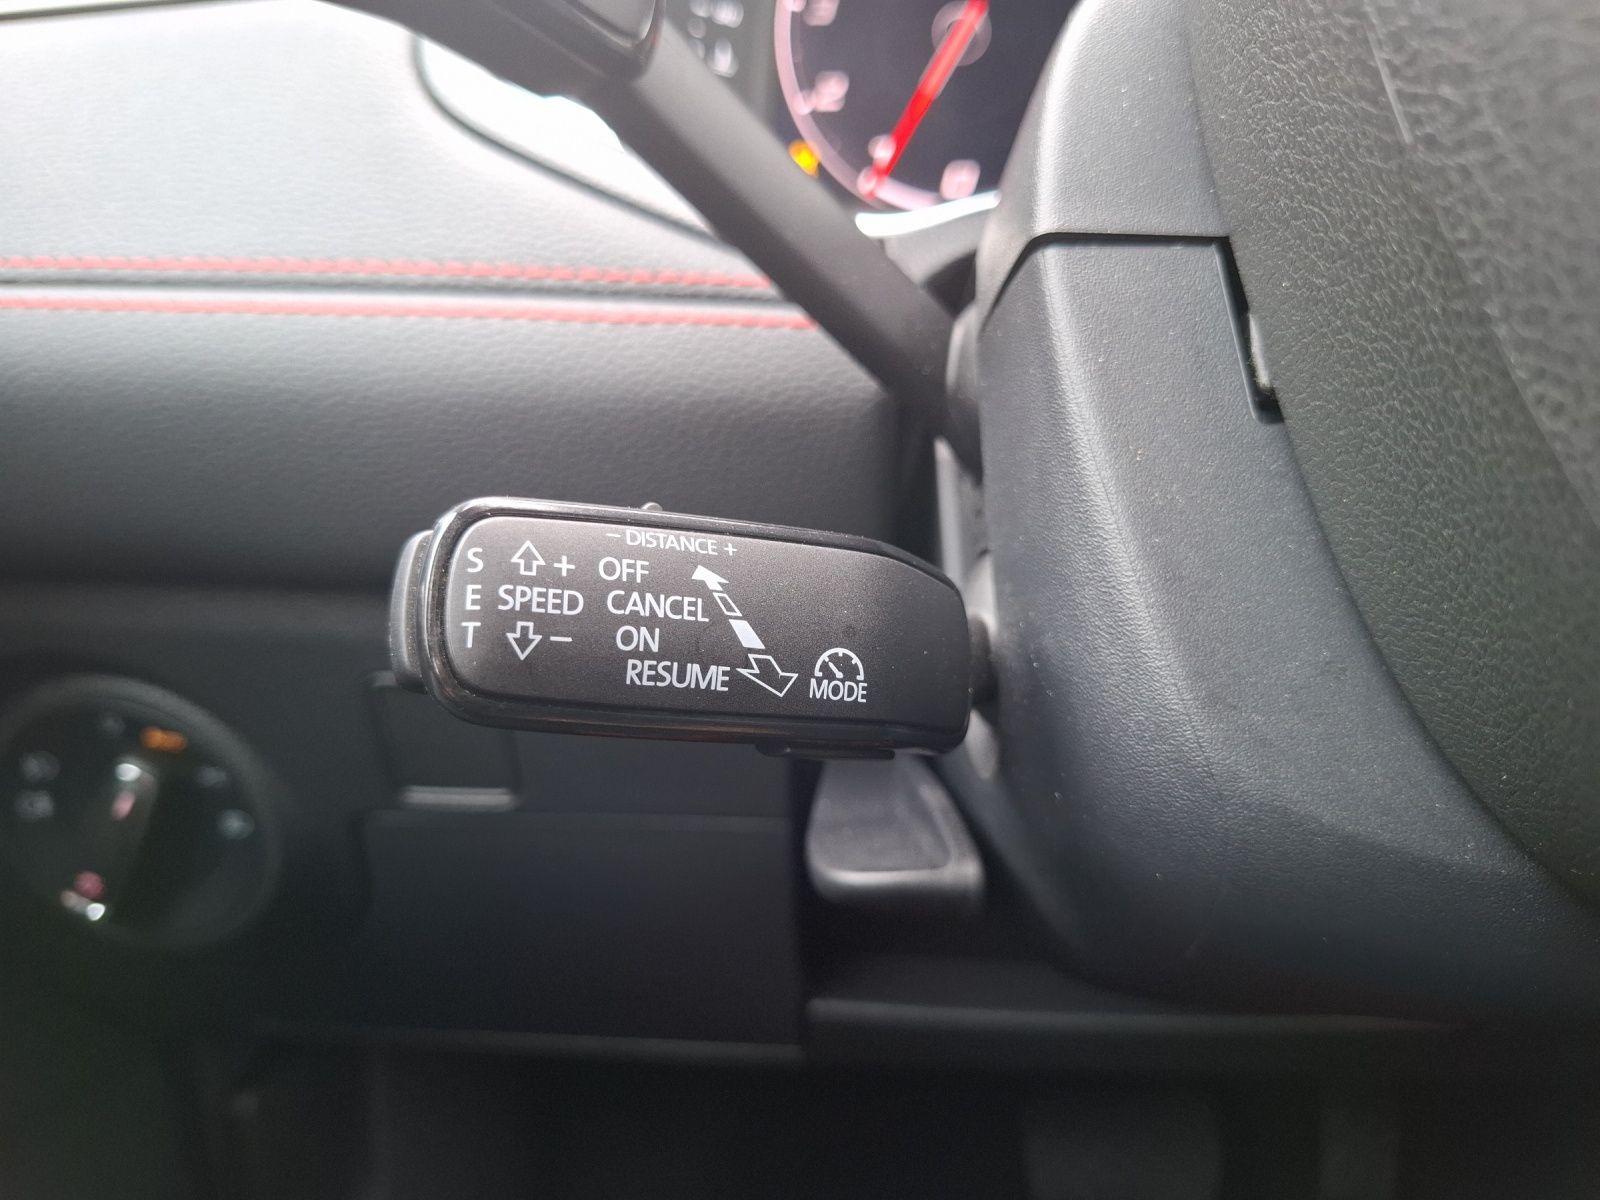 – DISTANCE +
S + OFF
E SPEED CANCEL
T – ON
RESUME
MODE